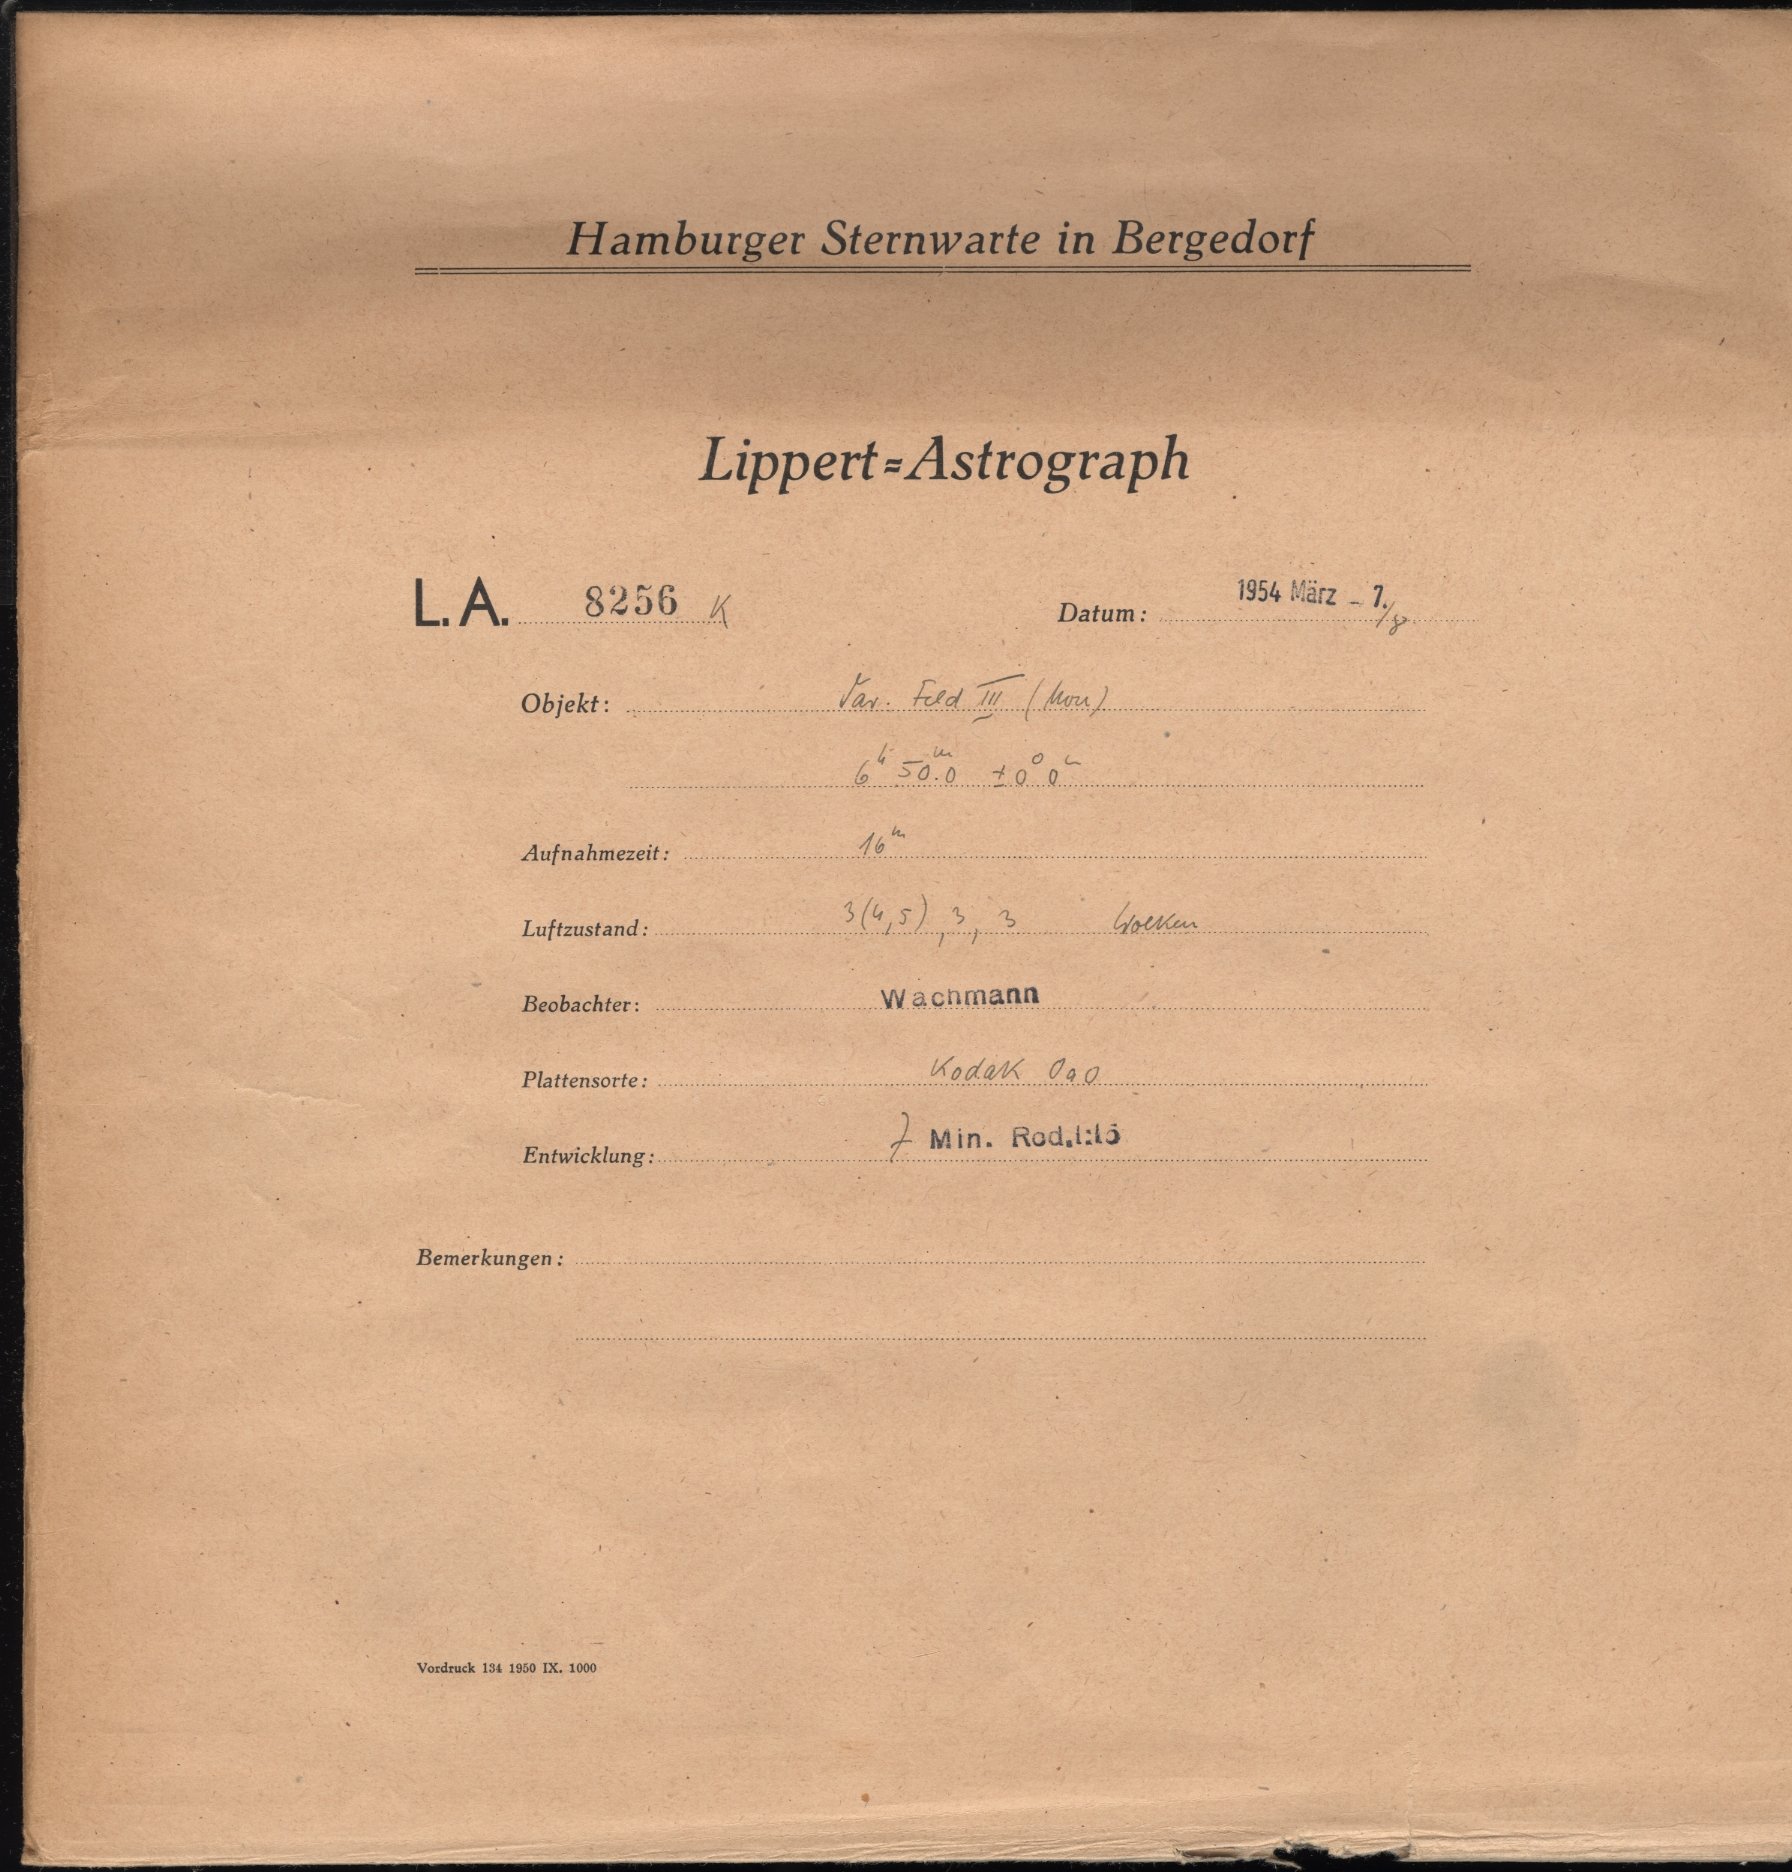 Hamburger Sternwarte in Bergedorf
Lippert=Astrograph
L. A. 8256 K Datum: 1954 März – 7./8
Objekt: Var. Feld III (Mon)
6ʰ 50.ᵐ0 ±0° 0'
Aufnahmezeit: 16ᵐ
Luftzustand: 3(4,5), 3, 3 Wolken
Beobachter: Wachmann
Plattensorte: Kodak OaO
Entwicklung: 7 Min. Rod.1:15
Bemerkungen:
Vordruck 134 1950 IX. 1000